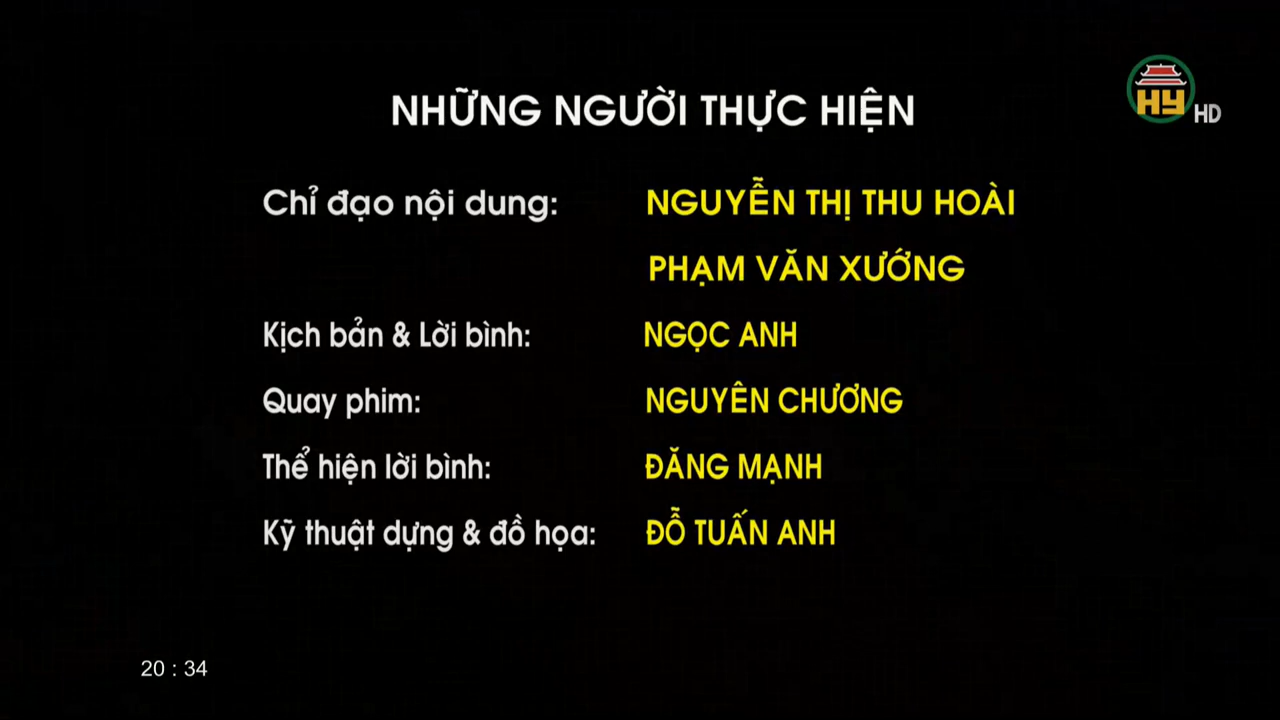 HY HD
NHỮNG NGƯỜI THỰC HIỆN
Chỉ đạo nội dung: NGUYỄN THỊ THU HOÀI
PHẠM VĂN XƯỚNG
Kịch bản & Lời bình: NGỌC ANH
Quay phim: NGUYÊN CHƯƠNG
Thể hiện lời bình: ĐĂNG MẠNH
Kỹ thuật dựng & đồ họa: ĐỖ TUẤN ANH
20 : 34